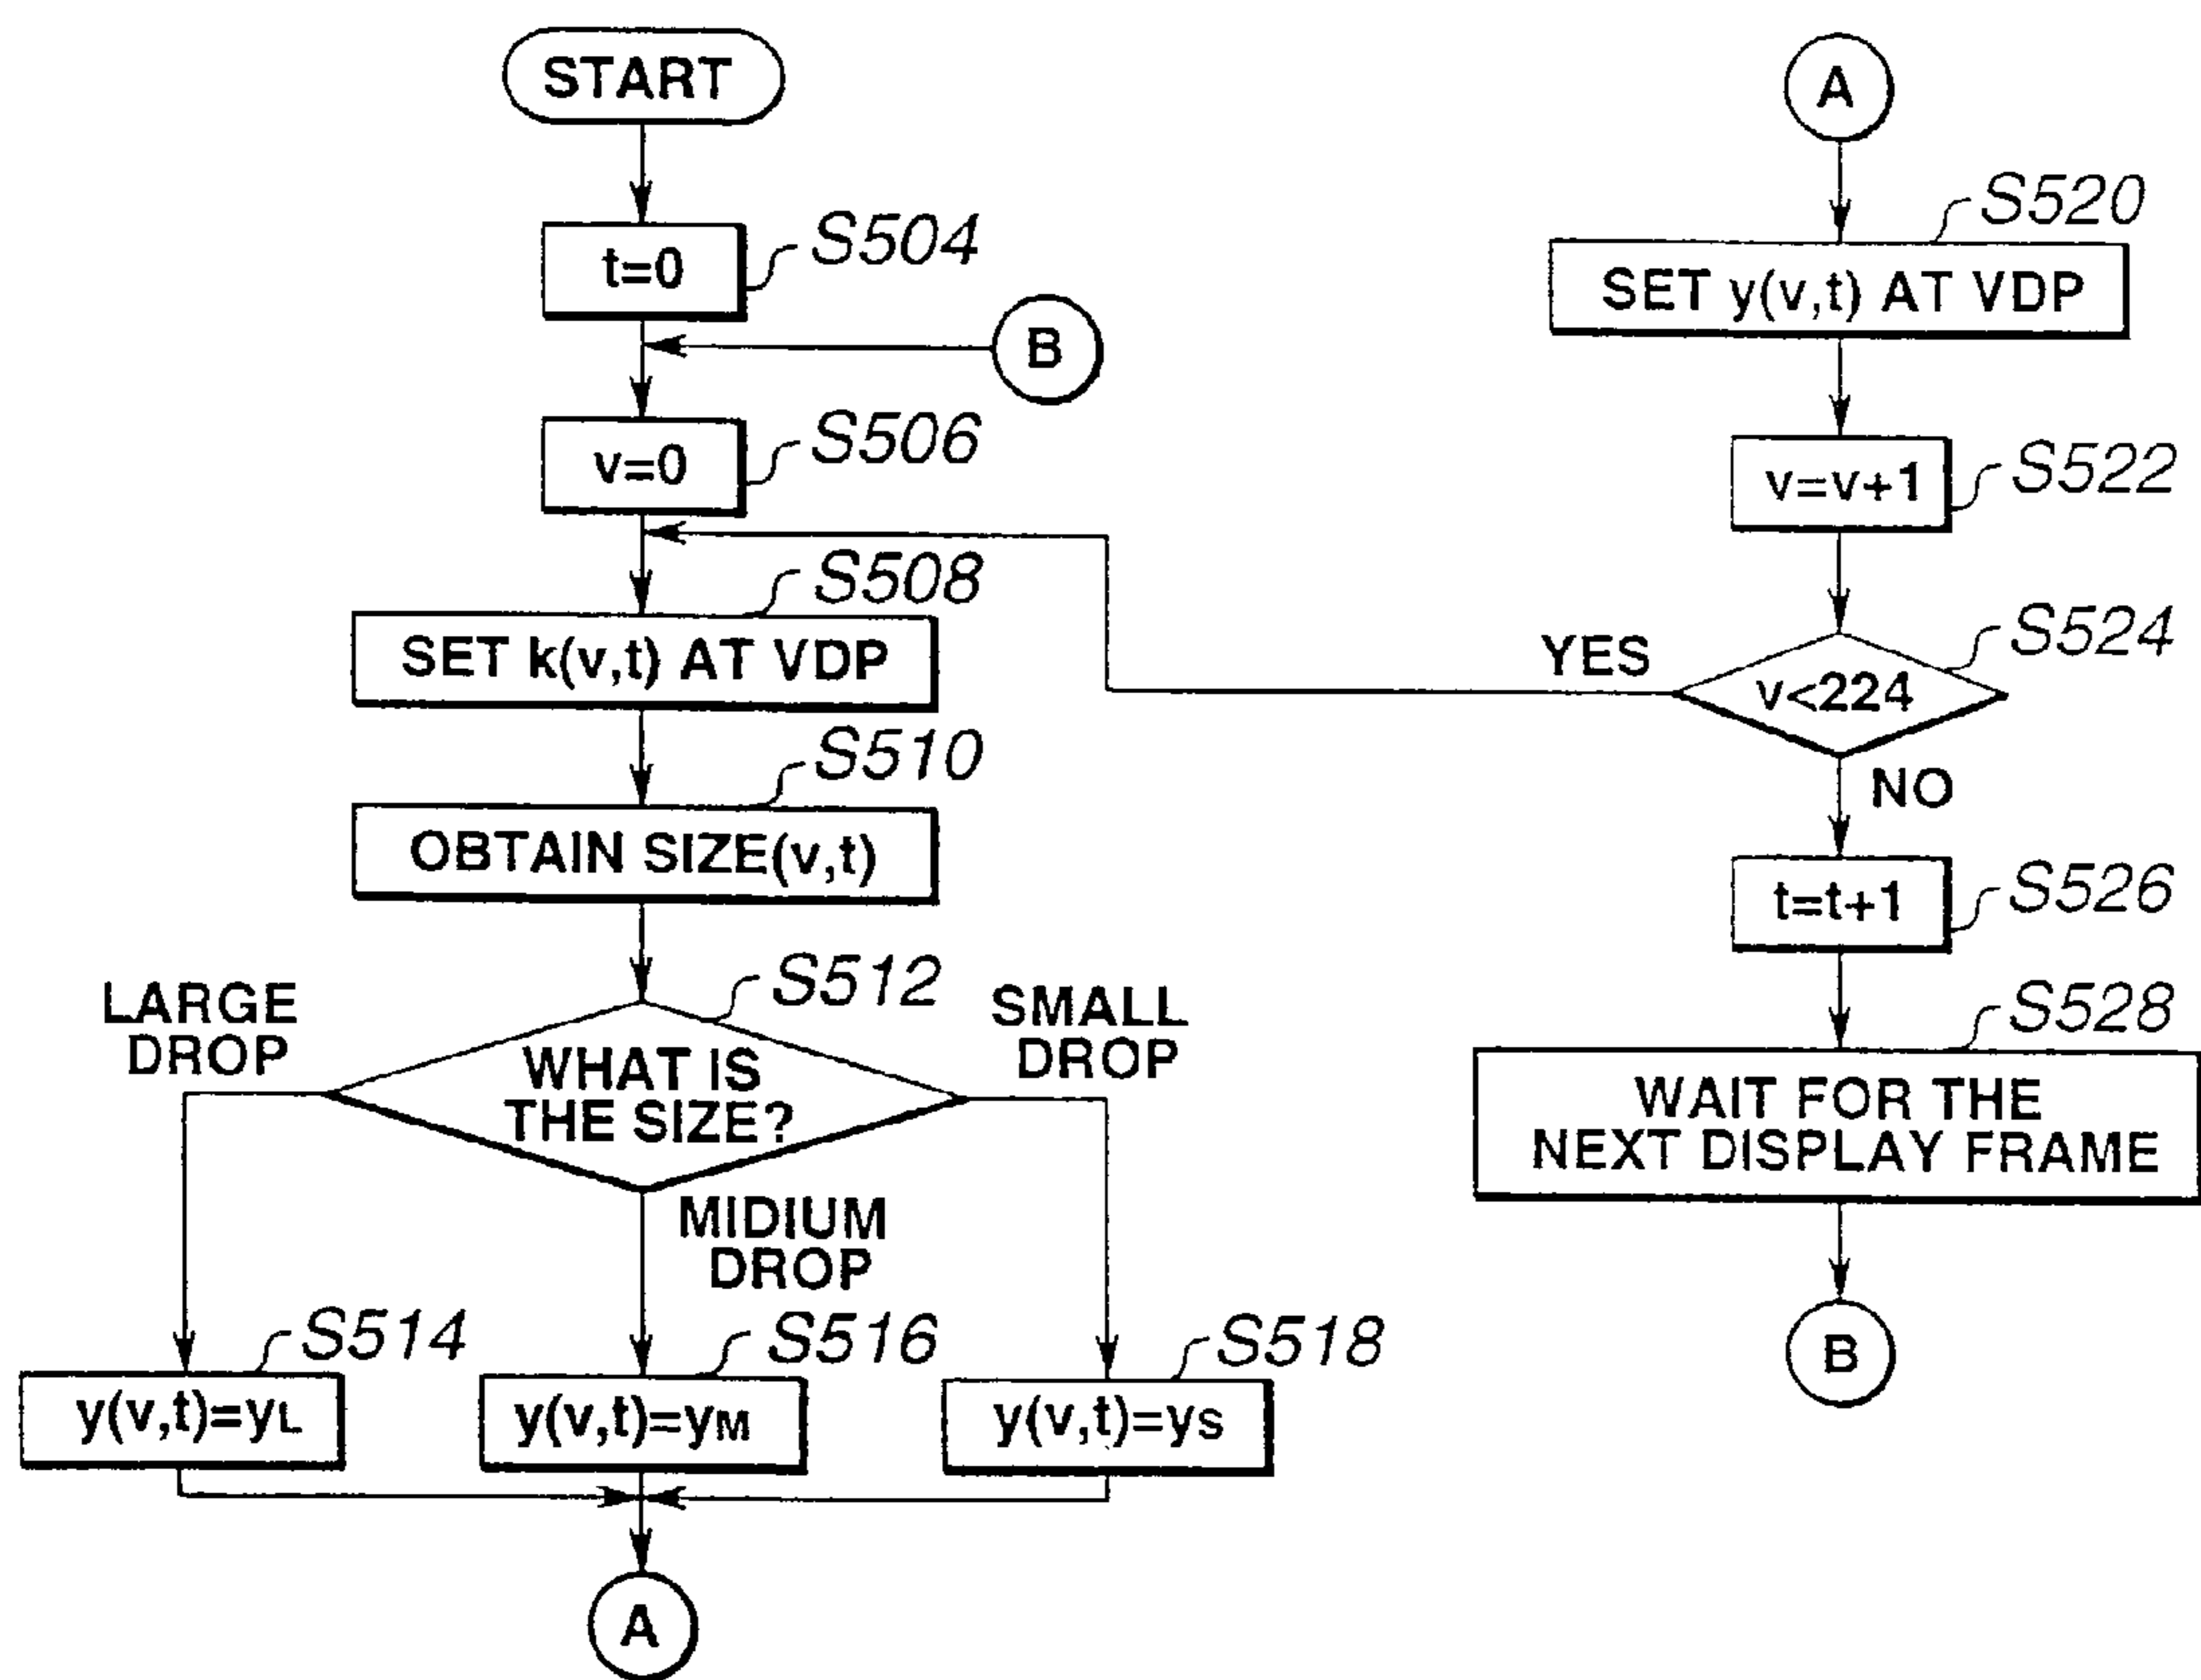 START
t=0
S504
B
v=0
S506
S508
SET k(v,t) AT VDP
S510
OBTAIN SIZE(v,t)
S512
LARGE
DROP
WHAT IS
THE SIZE?
SMALL
DROP
MIDIUM
DROP
S514
y(v,t)=yL
S516
y(v,t)=yM
S518
y(v,t)=yS
A
A
S520
SET y(v,t) AT VDP
S522
v=v+1
S524
YES
v<224
NO
S526
t=t+1
S528
WAIT FOR THE
NEXT DISPLAY FRAME
B